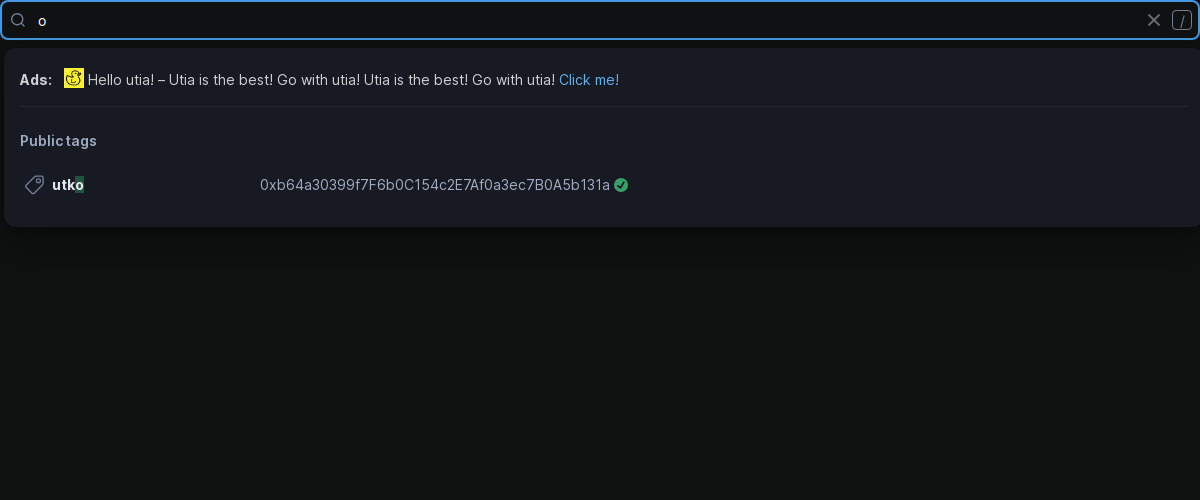 o /
Ads: Hello utia! – Utia is the best! Go with utia! Utia is the best! Go with utia! Click me!
Public tags
utko 0xb64a30399f7F6b0C154c2E7Af0a3ec7B0A5b131a